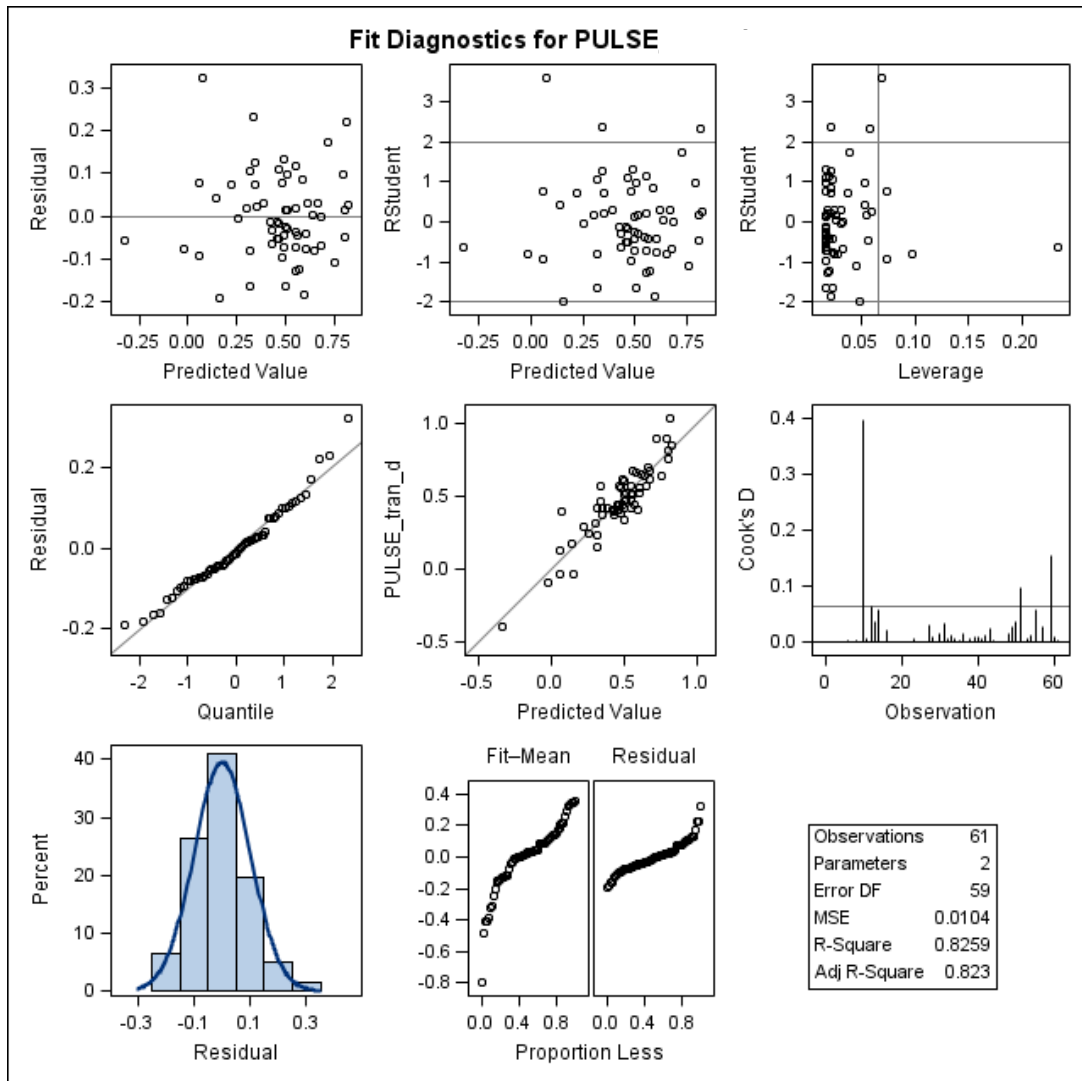 Fit Diagnostics for PULSE
Residual
0.3
0.2
0.1
0.0
-0.1
-0.2
-0.25 0.00 0.25 0.50 0.75
Predicted Value
RStudent
3
2
1
0
-1
-2
-0.25 0.00 0.25 0.50 0.75
Predicted Value
RStudent
3
2
1
0
-1
-2
0.05 0.10 0.15 0.20
Leverage
Residual
0.2
0.0
-0.2
-2 -1 0 1 2
Quantile
PULSE_tran_d
1.0
0.5
0.0
-0.5
-0.5 0.0 0.5 1.0
Predicted Value
Cook's D
0.4
0.3
0.2
0.1
0.0
0 20 40 60
Observation
Percent
40
30
20
10
0
-0.3 -0.1 0.1 0.3
Residual
Fit–Mean Residual
0.4
0.2
0.0
-0.2
-0.4
-0.6
-0.8
0.0 0.4 0.8 0.0 0.4 0.8
Proportion Less
Observations 61
Parameters 2
Error DF 59
MSE 0.0104
R-Square 0.8259
Adj R-Square 0.823